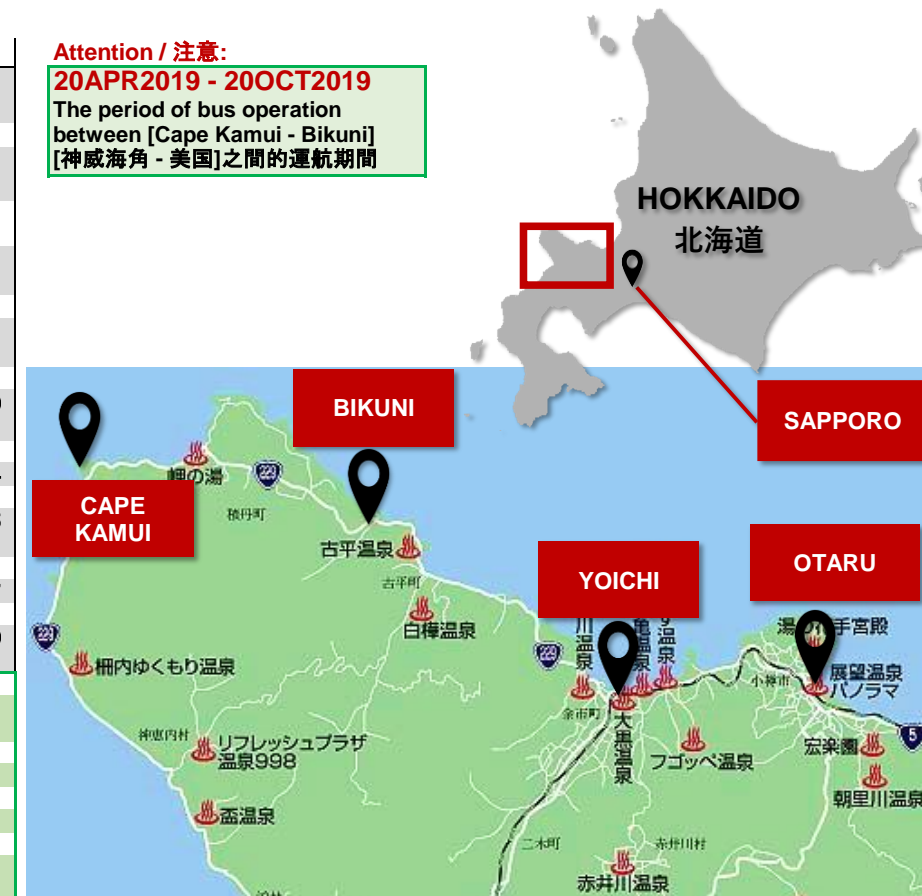 Attention / 注意:
20APR2019 - 20OCT2019
The period of bus operation
between [Cape Kamui - Bikuni]
[神威海角 - 美国]之間的運航期間
HOKKAIDO
北海道
SAPPORO
BIKUNI
CAPE
KAMUI
YOICHI
OTARU
岬の湯
229
積丹町
古平温泉
古平町
白樺温泉
229
川温泉
温泉
温泉
手宮殿
展望温泉
パノラマ
小樽市
余市町
大重温泉
フゴッペ温泉
宏楽園
5
朝里川温泉
229
柵内ゆくもり温泉
神恵内村
リフレッシュプラザ
温泉998
盃温泉
二木町
赤井川村
赤井川温泉